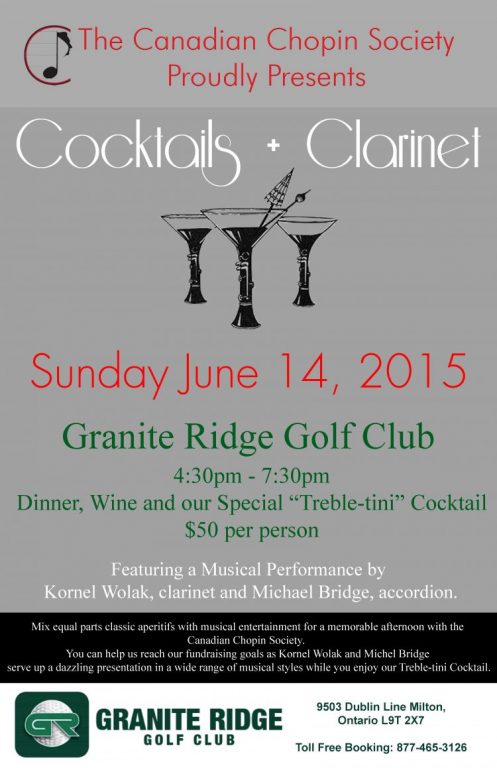 The Canadian Chopin Society
Proudly Presents
Cocktails + Clarinet
Sunday June 14, 2015
Granite Ridge Golf Club
4:30pm - 7:30pm
Dinner, Wine and our Special “Treble-tini” Cocktail
$50 per person
Featuring a Musical Performance by
Kornel Wolak, clarinet and Michael Bridge, accordion.
Mix equal parts classic aperitifs with musical entertainment for a memorable afternoon with the
Canadian Chopin Society.
You can help us reach our fundraising goals as Kornel Wolak and Michel Bridge
serve up a dazzling presentation in a wide range of musical styles while you enjoy our Treble-tini Cocktail.
GR
GRANITE RIDGE
GOLF CLUB
9503 Dublin Line Milton,
Ontario L9T 2X7
Toll Free Booking: 877-465-3126